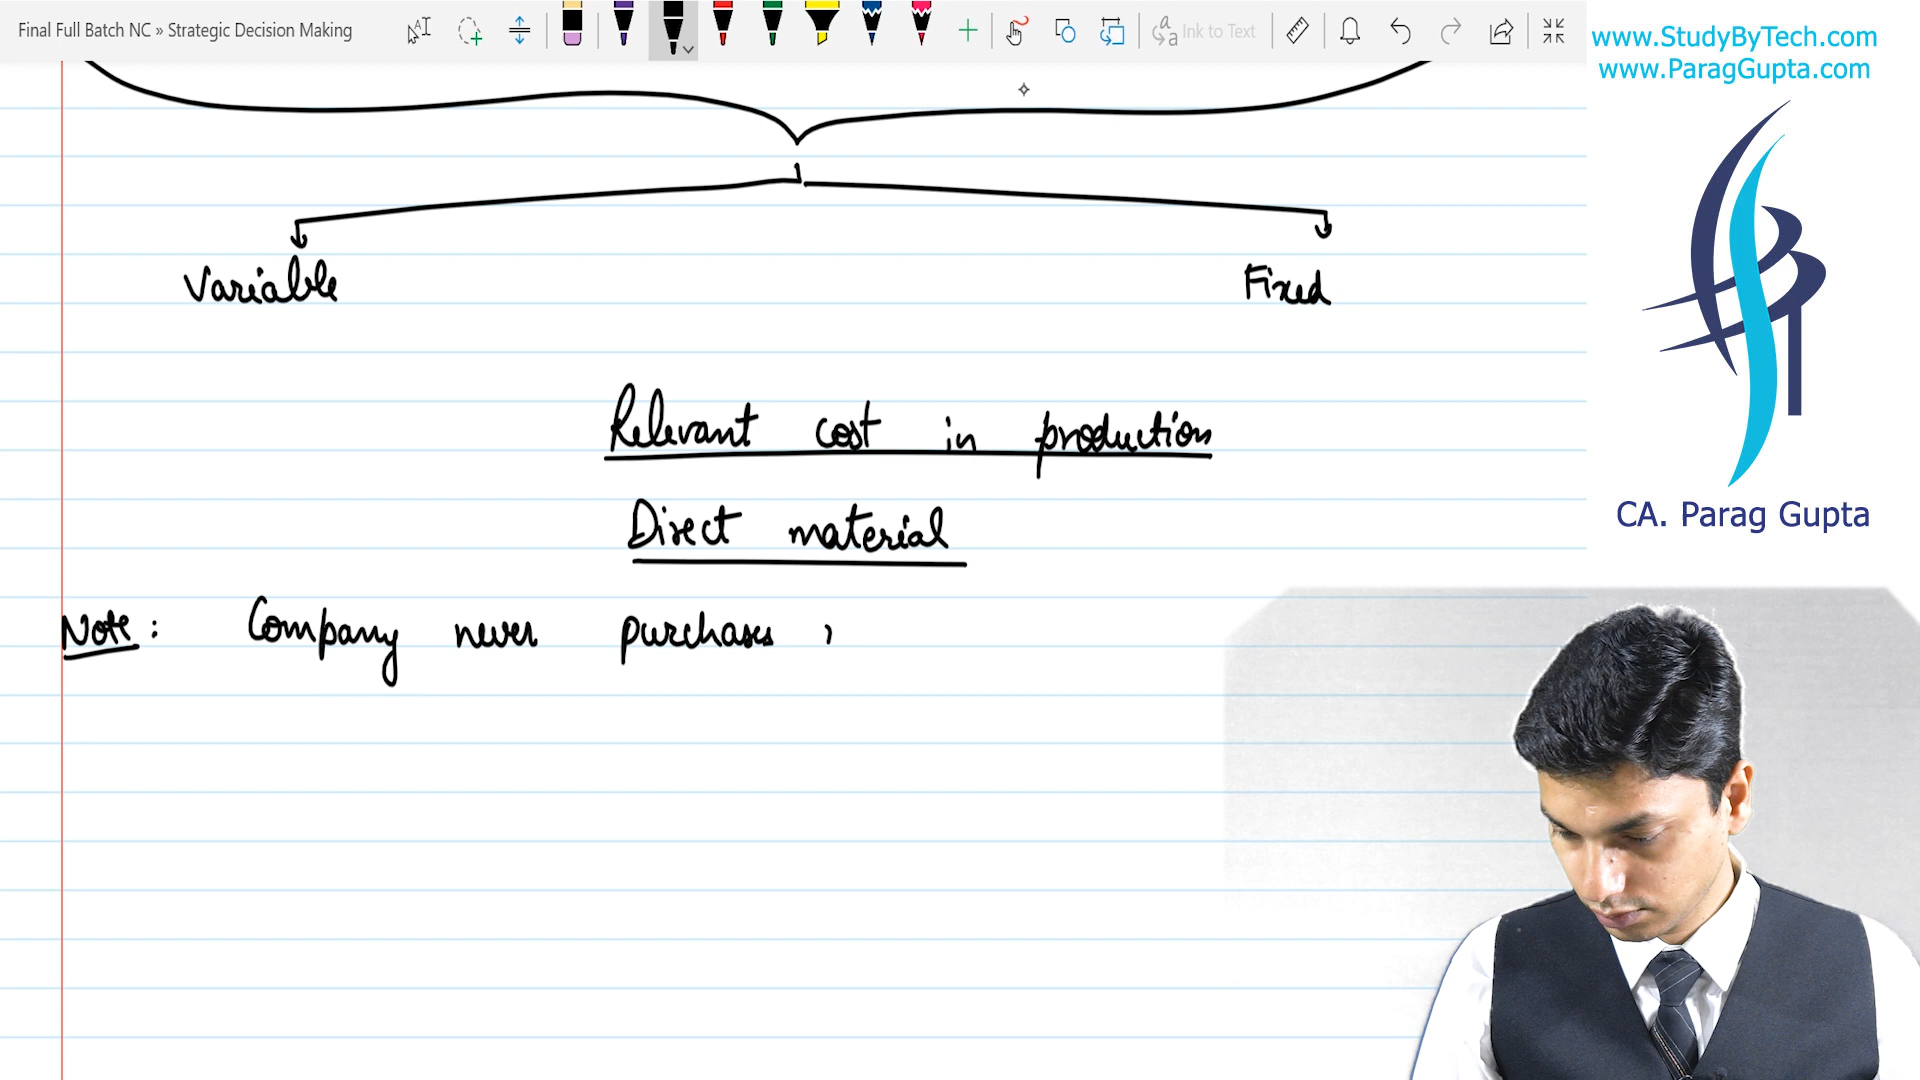 Final Full Batch NC » Strategic Decision Making
Ink to Text
www.StudyByTech.com
www.ParagGupta.com
Variable
Fixed
Relevant cost in production
Direct material
CA. Parag Gupta
Note: Company never purchases